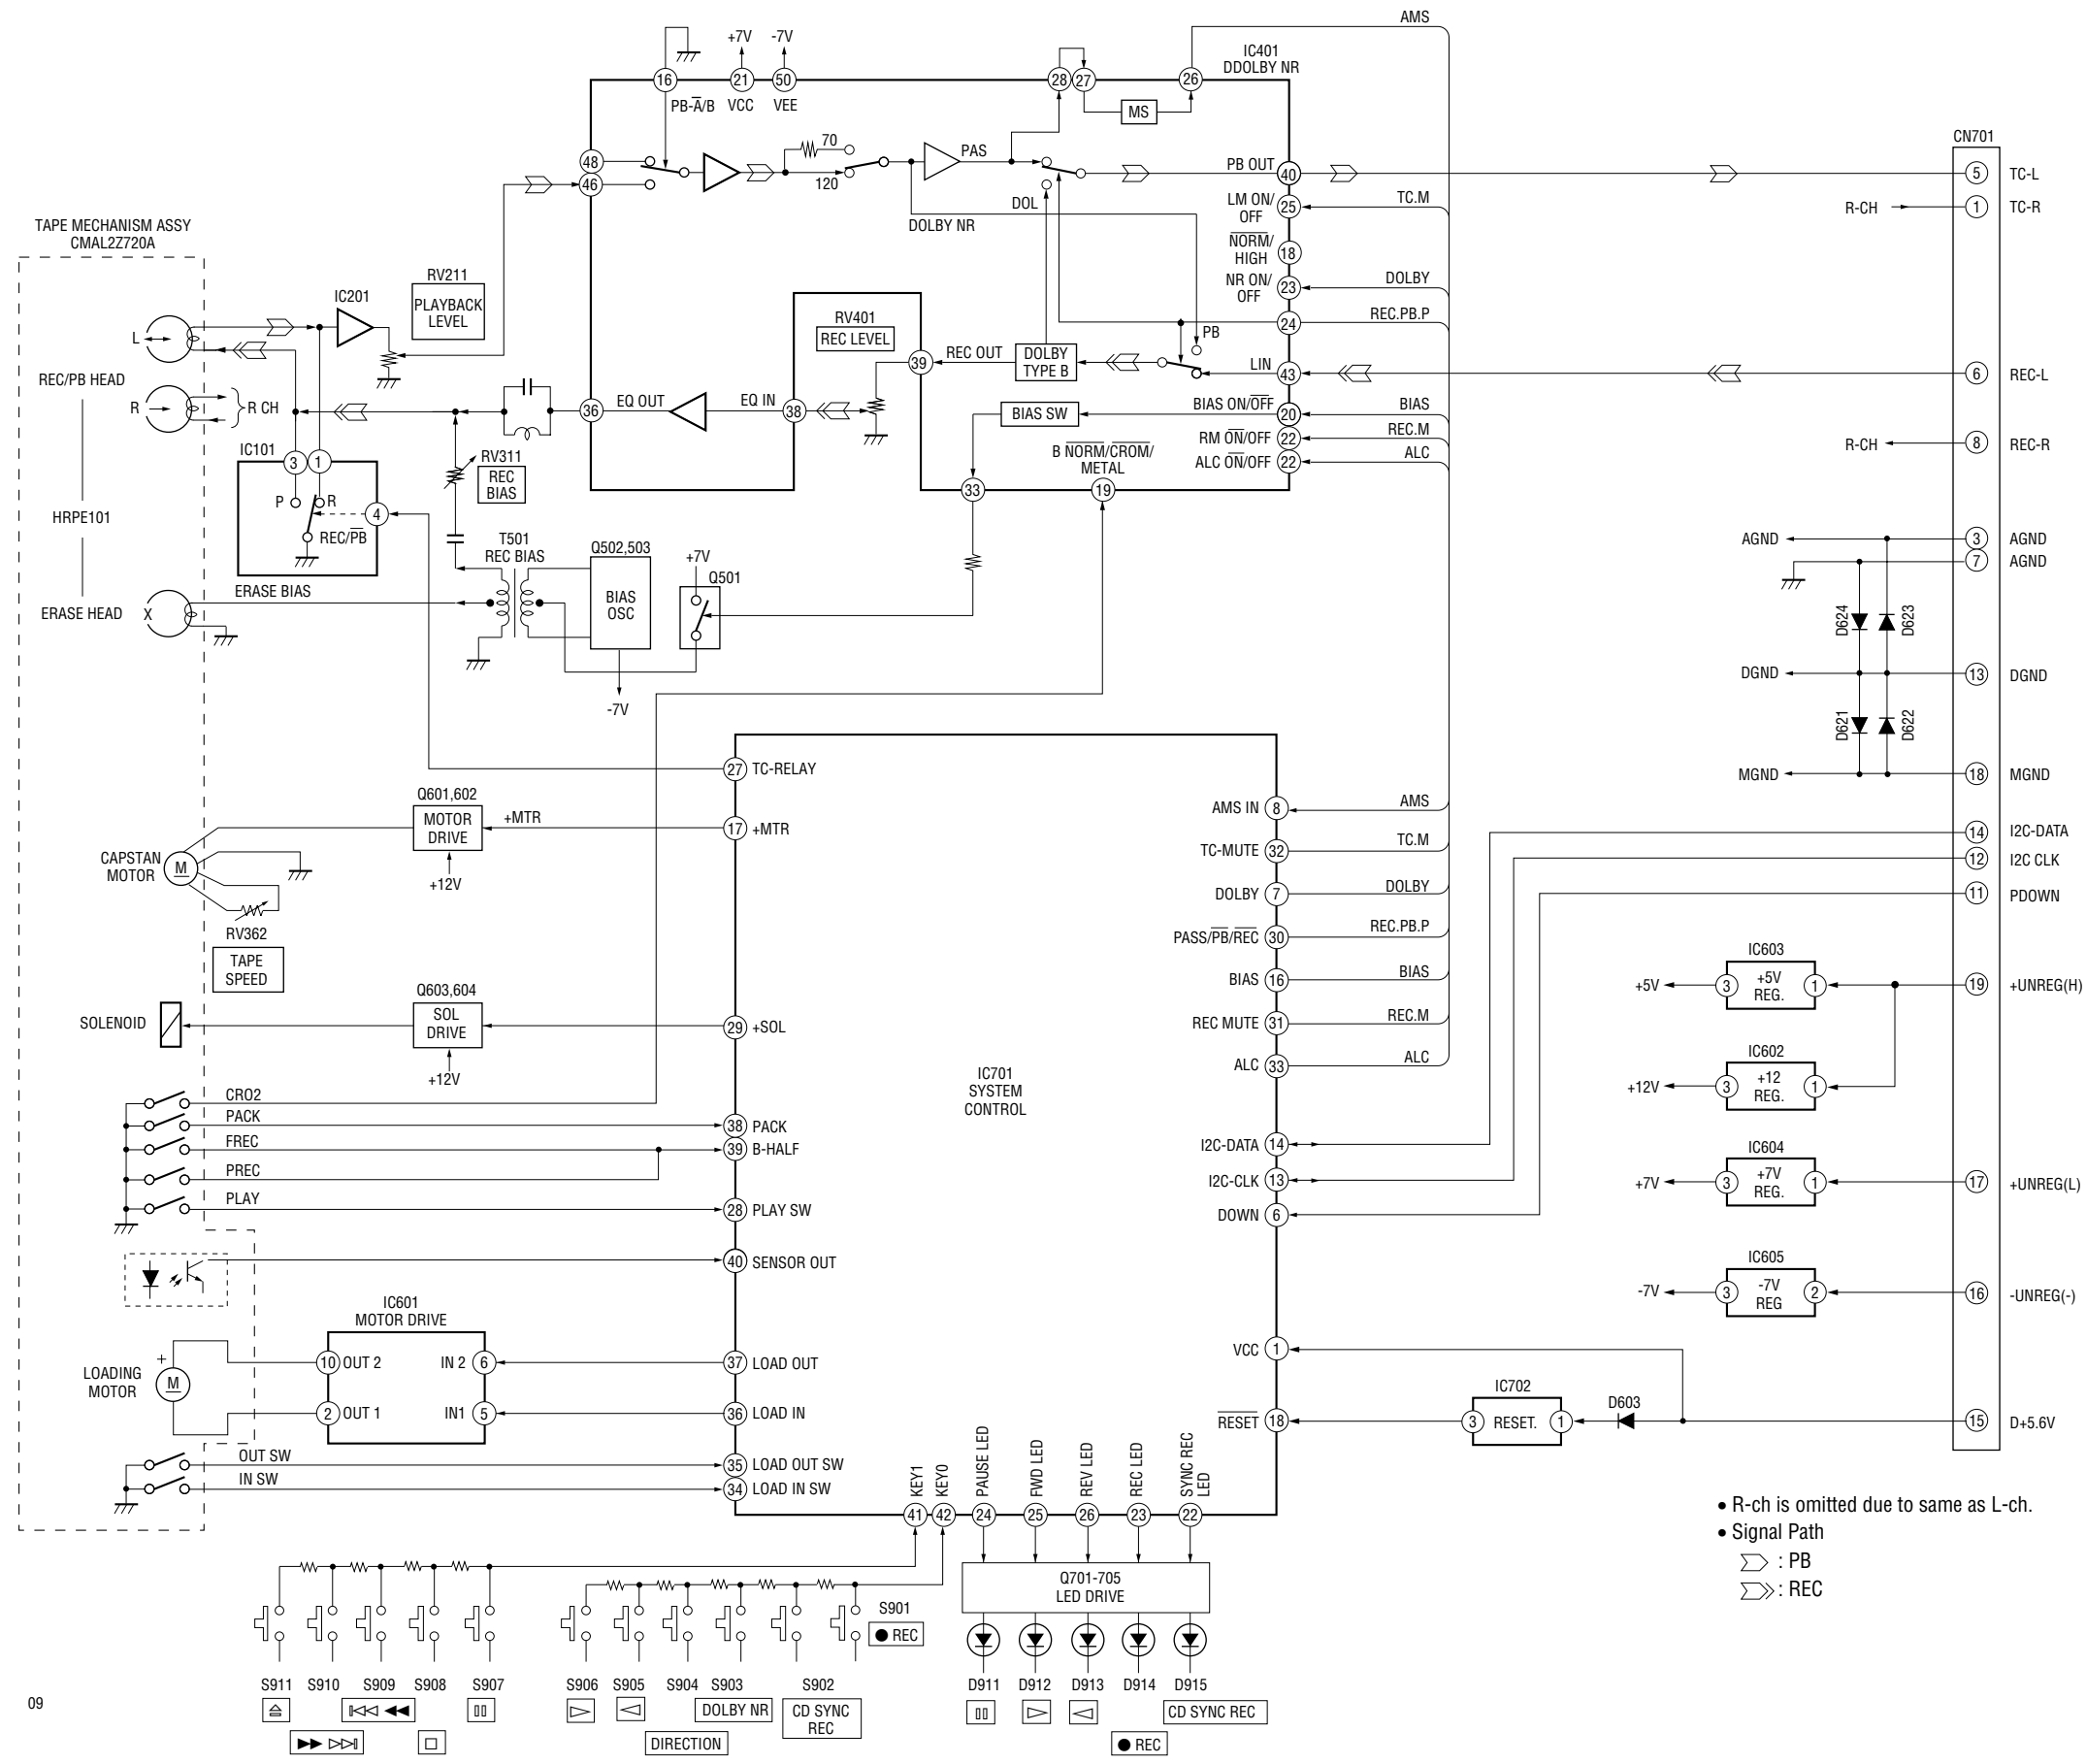 AMS
+7V
-7V
IC401
DDOLBY NR
16
21
50
28
27
26
PB-A/B
VCC
VEE
MS
CN701
48
46
70
120
PAS
DOL
DOLBY NR
PB OUT
40
5
TC-L
LM ON/
OFF
25
TC.M
R-CH
1
TC-R
NORM/
HIGH
18
NR ON/
OFF
23
DOLBY
24
REC.PB.P
PB
TAPE MECHANISM ASSY
CMAL2Z720A
RV211
PLAYBACK
LEVEL
IC201
L
REC/PB HEAD
R
R CH
RV401
REC LEVEL
39
REC OUT
DOLBY
TYPE B
LIN
43
6
REC-L
36
EQ OUT
EQ IN
38
BIAS SW
BIAS ON/OFF
20
BIAS
RM ON/OFF
22
REC.M
ALC ON/OFF
22
ALC
R-CH
8
REC-R
B NORM/CROM/
METAL
33
19
IC101
3
1
P
R
4
REC/PB
RV311
REC
BIAS
HRPE101
T501
REC BIAS
Q502,503
BIAS
OSC
+7V
Q501
-7V
ERASE BIAS
ERASE HEAD
X
AGND
3
AGND
7
AGND
D624
D623
DGND
13
DGND
D621
D622
MGND
18
MGND
27
TC-RELAY
Q601,602
MOTOR
DRIVE
+MTR
17
+MTR
+12V
CAPSTAN
MOTOR
M
RV362
TAPE
SPEED
AMS IN
8
AMS
TC-MUTE
32
TC.M
DOLBY
7
DOLBY
PASS/PB/REC
30
REC.PB.P
BIAS
16
BIAS
REC MUTE
31
REC.M
ALC
33
ALC
14
I2C-DATA
12
I2C CLK
11
PDOWN
IC603
+5V
3
+5V
REG.
1
19
+UNREG(H)
IC602
+12V
3
+12
REG.
1
IC604
+7V
3
+7V
REG.
1
17
+UNREG(L)
IC605
-7V
3
-7V
REG
2
16
-UNREG(-)
SOLENOID
Q603,604
SOL
DRIVE
29
+SOL
+12V
IC701
SYSTEM
CONTROL
CRO2
PACK
38
PACK
FREC
39
B-HALF
PREC
PLAY
28
PLAY SW
I2C-DATA
14
I2C-CLK
13
DOWN
6
40
SENSOR OUT
IC601
MOTOR DRIVE
LOADING
MOTOR
+
M
10
OUT 2
IN 2
6
37
LOAD OUT
2
OUT 1
IN1
5
36
LOAD IN
OUT SW
35
LOAD OUT SW
IN SW
34
LOAD IN SW
VCC
1
RESET
18
IC702
3
RESET.
1
D603
15
D+5.6V
KEY1
KEY0
PAUSE LED
FWD LED
REV LED
REC LED
SYNC REC
LED
41
42
24
25
26
23
22
Q701-705
LED DRIVE
S901
● REC
• R-ch is omitted due to same as L-ch.
• Signal Path
: PB
: REC
S911
S910
S909
S908
S907
S906
S905
S904
S903
S902
D911
D912
D913
D914
D915
DOLBY NR
CD SYNC
REC
CD SYNC REC
DIRECTION
● REC
09